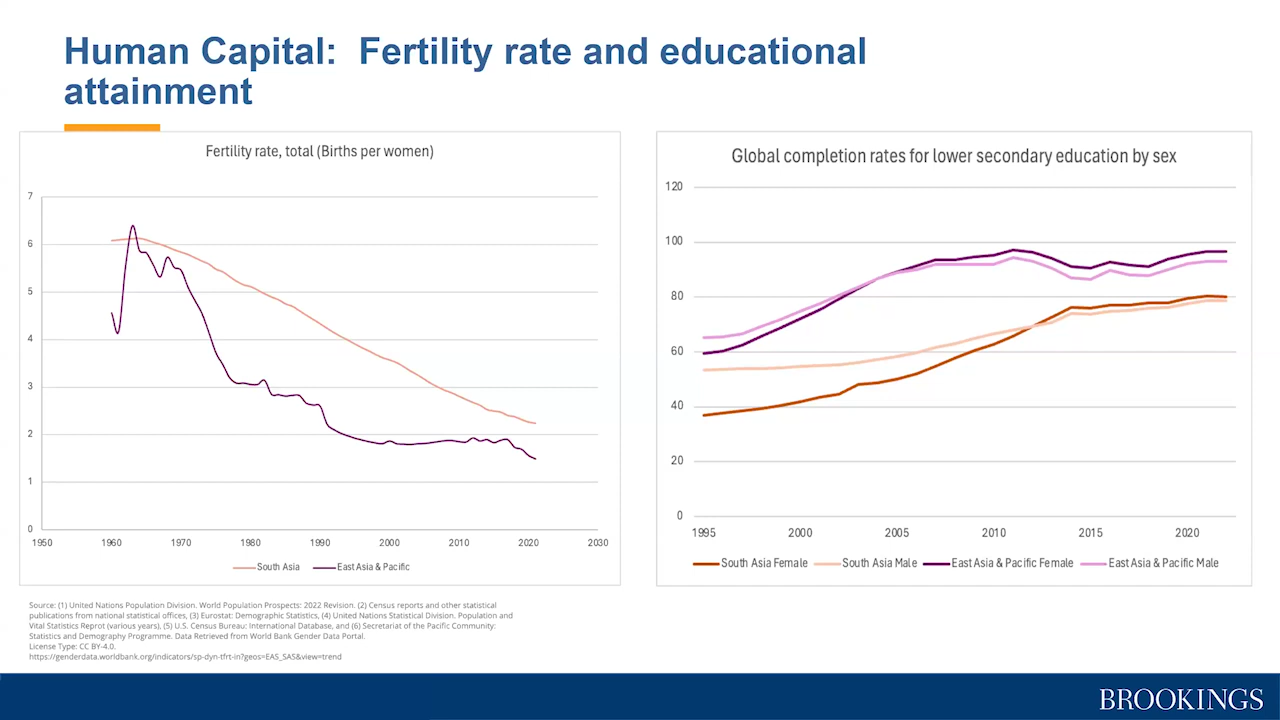 Human Capital:  Fertility rate and educational
attainment
Fertility rate, total (Births per women)
7
6
5
4
3
2
1
0
1950 1960 1970 1980 1990 2000 2010 2020 2030
South Asia East Asia & Pacific
Global completion rates for lower secondary education by sex
120
100
80
60
40
20
0
1995 2000 2005 2010 2015 2020
South Asia Female South Asia Male East Asia & Pacific Female East Asia & Pacific Male
Source: (1) United Nations Population Division. World Population Prospects: 2022 Revision. (2) Census reports and other statistical
publications from national statistical offices, (3) Eurostat: Demographic Statistics, (4) United Nations Statistical Division. Population and
Vital Statistics Reprot (various years), (5) U.S. Census Bureau: International Database, and (6) Secretariat of the Pacific Community:
Statistics and Demography Programme. Data Retrieved from World Bank Gender Data Portal.
License Type: CC BY-4.0.
https://genderdata.worldbank.org/indicators/sp-dyn-tfrt-in?geos=EAS_SAS&view=trend
BROOKINGS